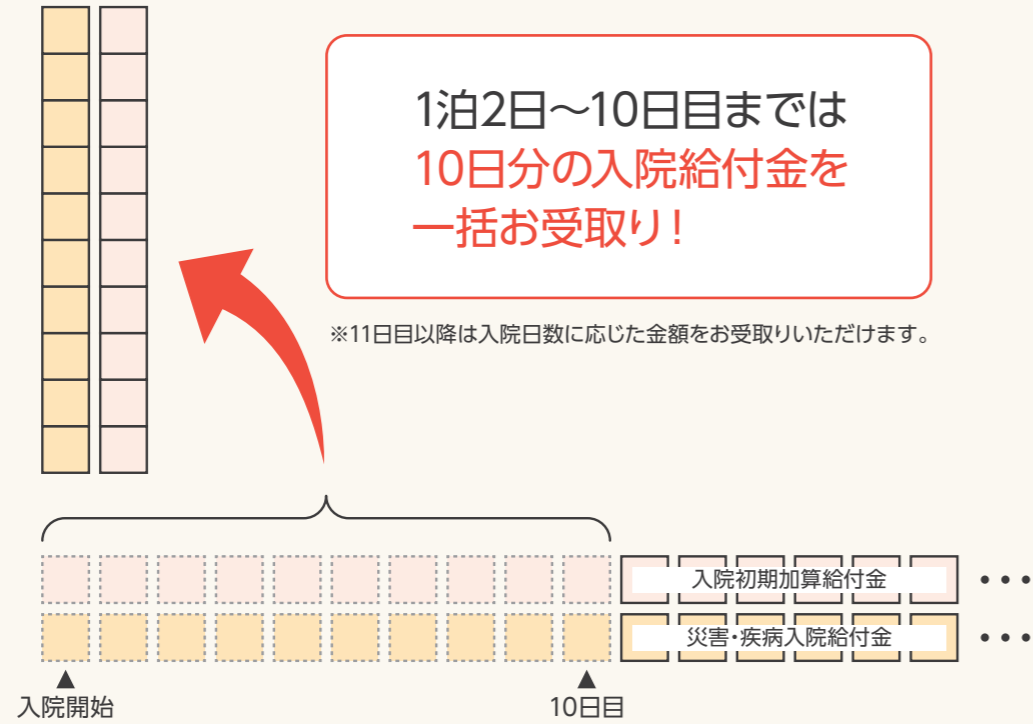 1泊2日～10日目までは
10日分の入院給付金を
一括お受取り！
※11日目以降は入院日数に応じた金額をお受取りいただけます。
入院初期加算給付金
・・・
災害・疾病入院給付金
・・・
▲
入院開始
▲
10日目